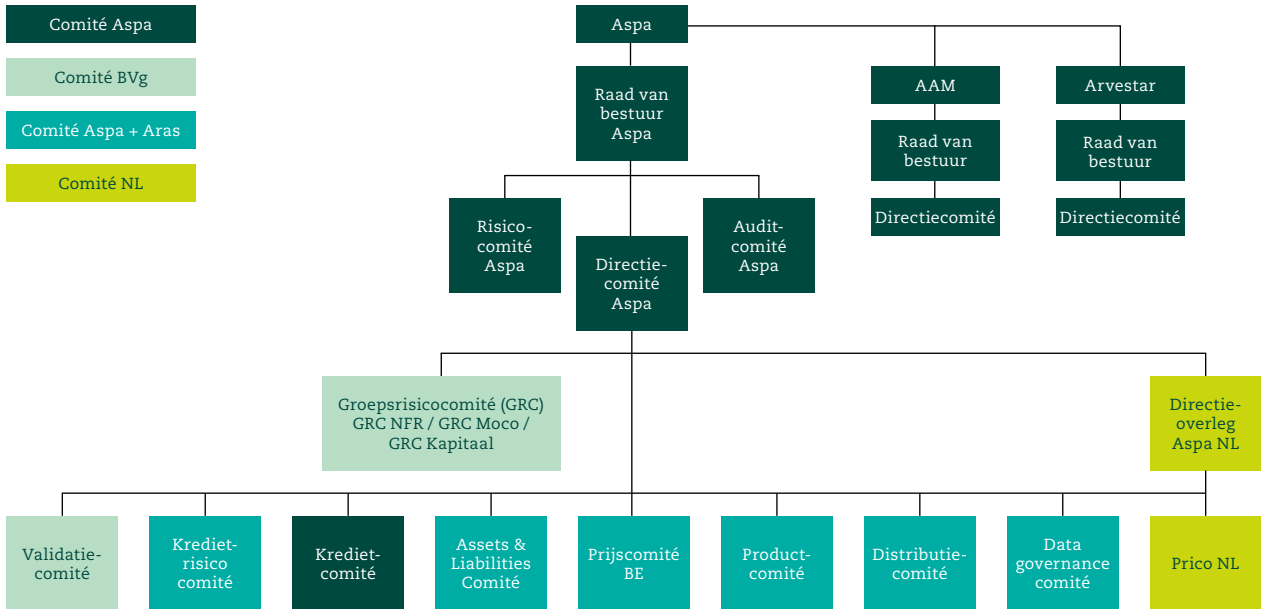 Comité Aspa
Comité BVg
Comité Aspa + Aras
Comité NL
Aspa
Raad van
bestuur
Aspa
AAM
Raad van
bestuur
Directiecomité
Arvestar
Raad van
bestuur
Directiecomité
Risico-
comité
Aspa
Directie-
comité
Aspa
Audit-
comité
Aspa
Groepsrisicocomité (GRC)
GRC NFR / GRC Moco /
GRC Kapitaal
Directie-
overleg
Aspa NL
Validatie-
comité
Krediet-
risico
comité
Krediet-
comité
Assets &
Liabilities
Comité
Prijscomité
BE
Product-
comité
Distributie-
comité
Data
governance
comité
Prico NL